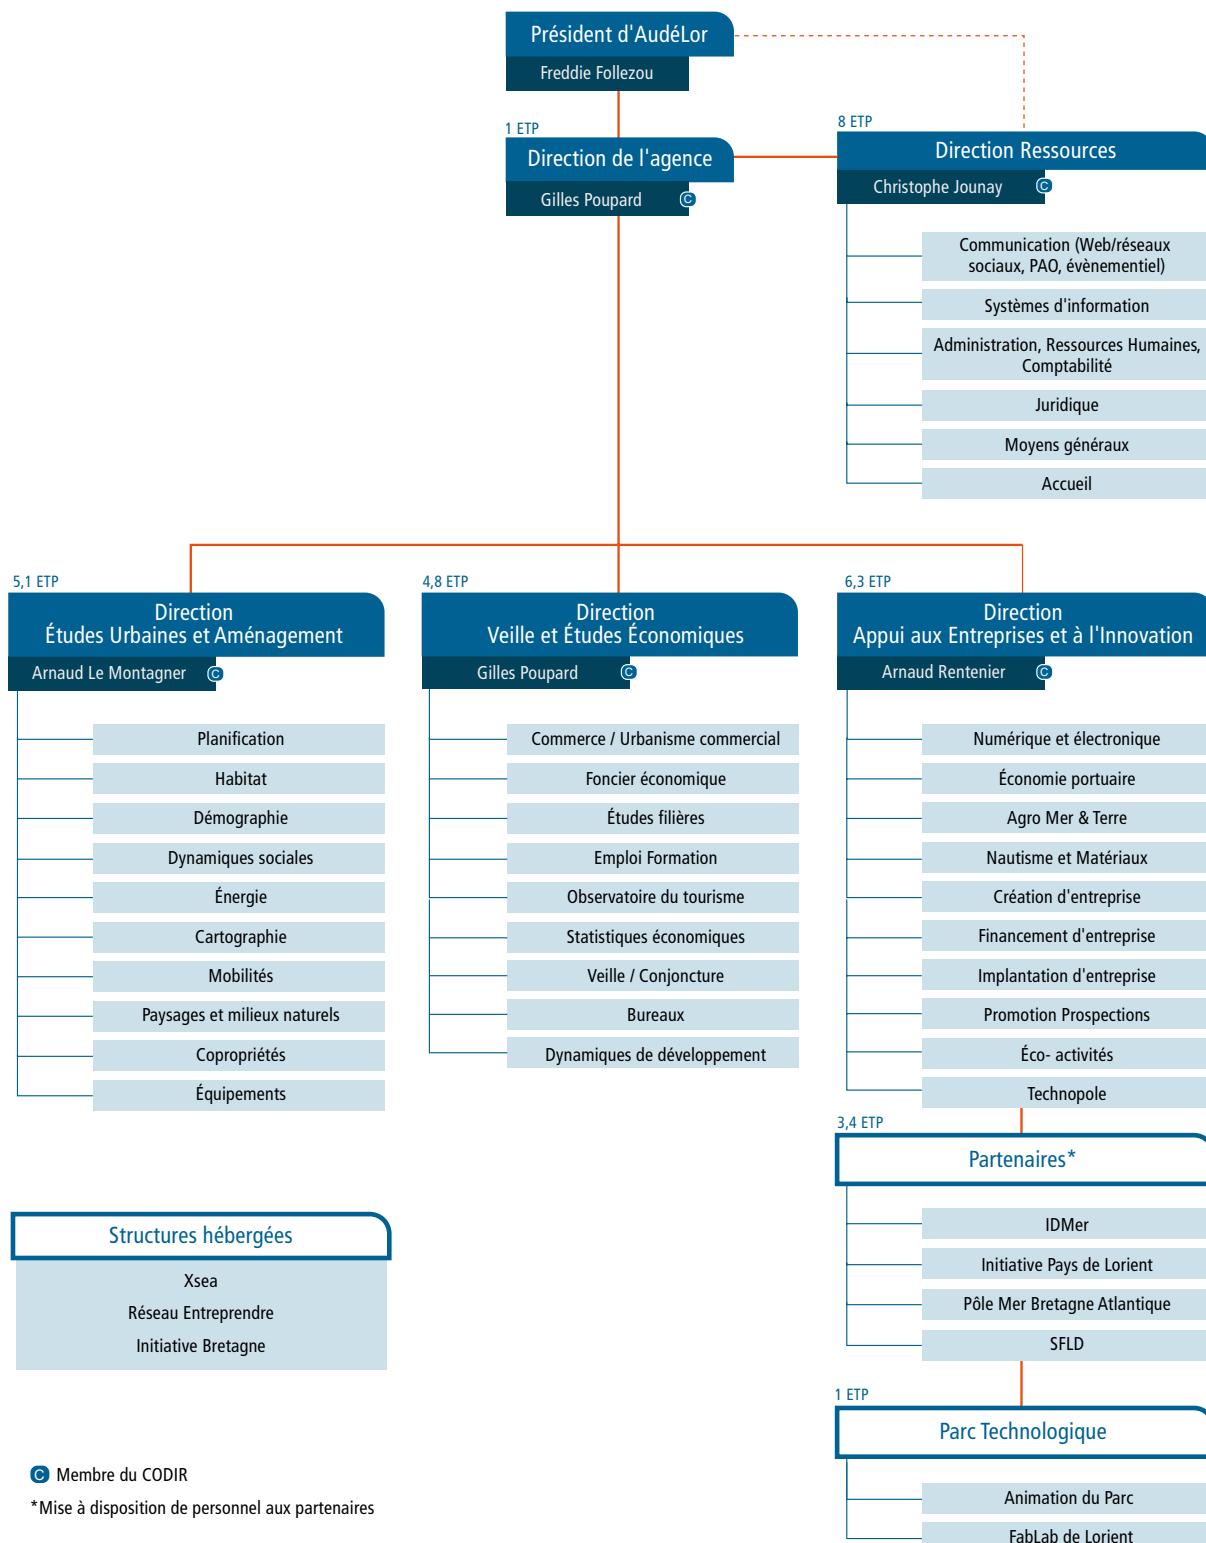 Président d'AudéLor
Freddie Follezou
1 ETP
Direction de l'agence
Gilles Poupard C
8 ETP
Direction Ressources
Christophe Jounay C
Communication (Web/réseaux
sociaux, PAO, évènementiel)
Systèmes d'information
Administration, Ressources Humaines,
Comptabilité
Juridique
Moyens généraux
Accueil
5,1 ETP
Direction
Études Urbaines et Aménagement
Arnaud Le Montagner C
Planification
Habitat
Démographie
Dynamiques sociales
Énergie
Cartographie
Mobilités
Paysages et milieux naturels
Copropriétés
Équipements
4,8 ETP
Direction
Veille et Études Économiques
Gilles Poupard C
Commerce / Urbanisme commercial
Foncier économique
Études filières
Emploi Formation
Observatoire du tourisme
Statistiques économiques
Veille / Conjoncture
Bureaux
Dynamiques de développement
6,3 ETP
Direction
Appui aux Entreprises et à l'Innovation
Arnaud Rentenier C
Numérique et électronique
Économie portuaire
Agro Mer & Terre
Nautisme et Matériaux
Création d'entreprise
Financement d'entreprise
Implantation d'entreprise
Promotion Prospections
Éco- activités
Technopole
3,4 ETP
Partenaires*
IDMer
Initiative Pays de Lorient
Pôle Mer Bretagne Atlantique
SFLD
1 ETP
Parc Technologique
Animation du Parc
FabLab de Lorient
Structures hébergées
Xsea
Réseau Entreprendre
Initiative Bretagne
C Membre du CODIR
*Mise à disposition de personnel aux partenaires